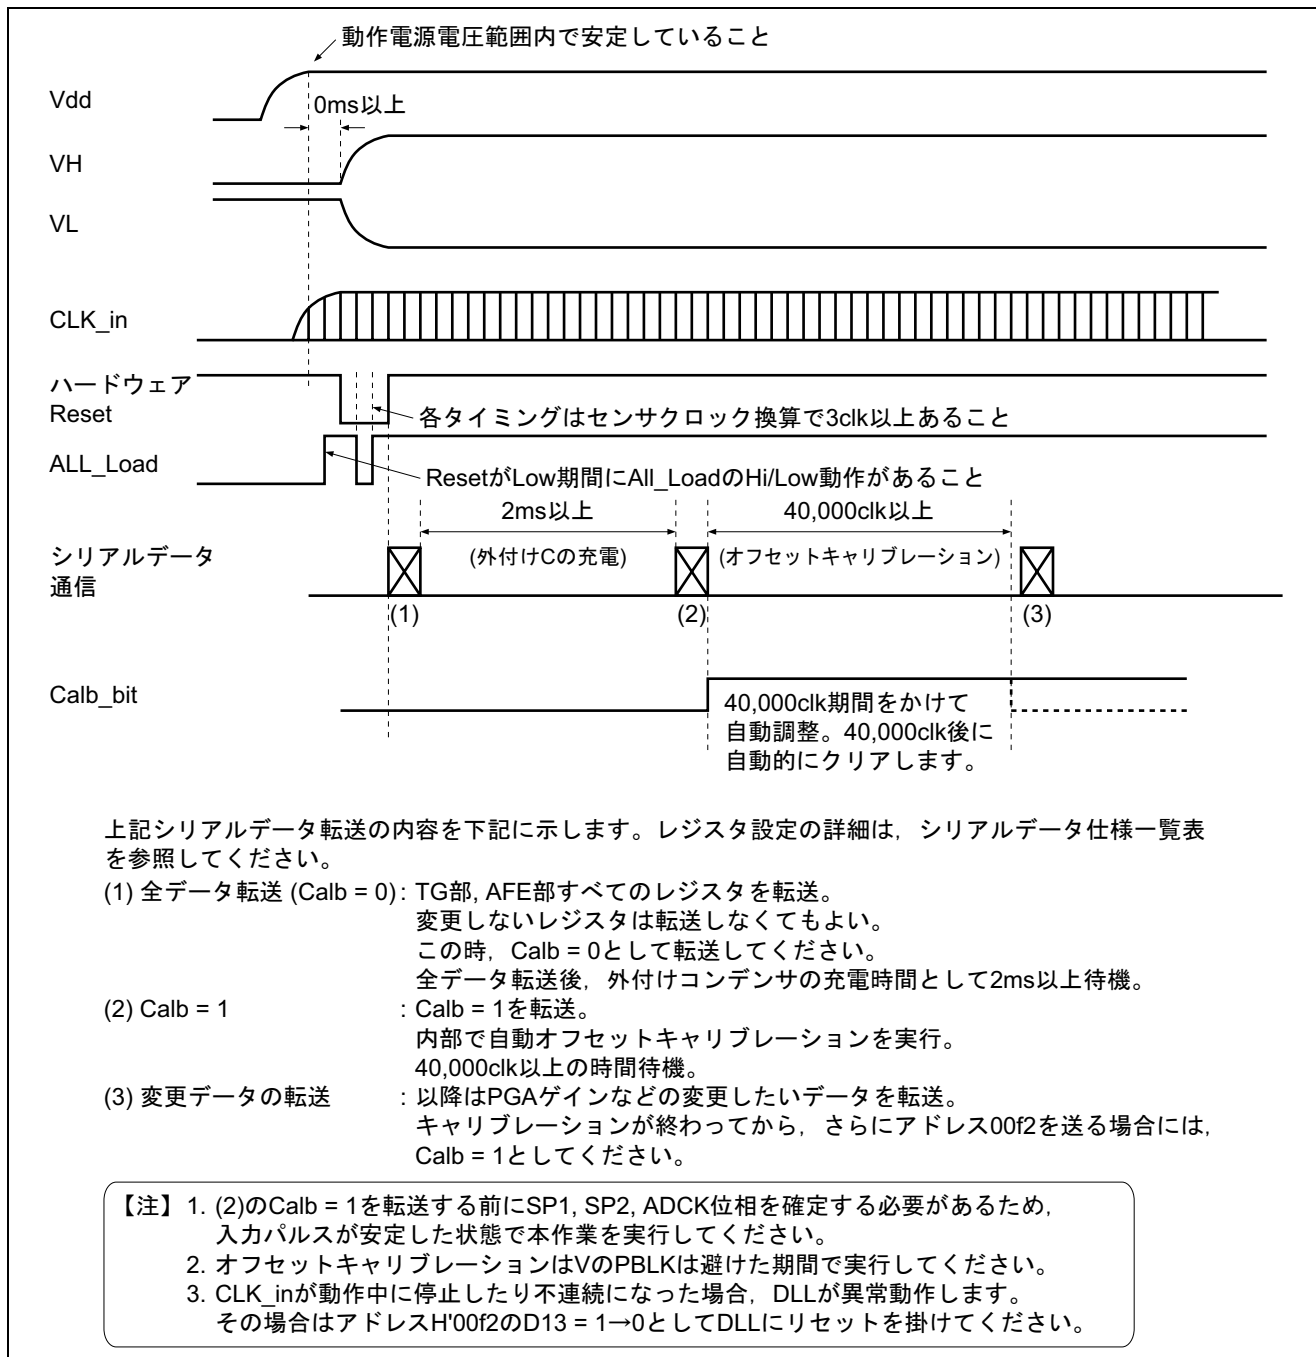 動作電源電圧範囲内で安定していること
Vdd
0ms以上
VH
VL
CLK_in
ハードウェア
Reset
各タイミングはセンサクロック換算で3clk以上あること
ALL_Load
ResetがLow期間にAll_LoadのHi/Low動作があること
2ms以上
40,000clk以上
シリアルデータ
通信
(外付けCの充電)
(オフセットキャリブレーション)
(1)
(2)
(3)
Calb_bit
40,000clk期間をかけて
自動調整。40,000clk後に
自動的にクリアします。
上記シリアルデータ転送の内容を下記に示します。レジスタ設定の詳細は，シリアルデータ仕様一覧表
を参照してください。
(1) 全データ転送 (Calb = 0) : TG部, AFE部すべてのレジスタを転送。
変更しないレジスタは転送しなくてもよい。
この時，Calb = 0として転送してください。
全データ転送後，外付けコンデンサの充電時間として2ms以上待機。
(2) Calb = 1 : Calb = 1を転送。
内部で自動オフセットキャリブレーションを実行。
40,000clk以上の時間待機。
(3) 変更データの転送 : 以降はPGAゲインなどの変更したいデータを転送。
キャリブレーションが終わってから，さらにアドレス00f2を送る場合には,
Calb = 1としてください。
【注】 1. (2)のCalb = 1を転送する前にSP1, SP2, ADCK位相を確定する必要があるため,
入力パルスが安定した状態で本作業を実行してください。
2. オフセットキャリブレーションはVのPBLKは避けた期間で実行してください。
3. CLK_inが動作中に停止したり不連続になった場合，DLLが異常動作します。
その場合はアドレスH'00f2のD13 = 1→0としてDLLにリセットを掛けてください。